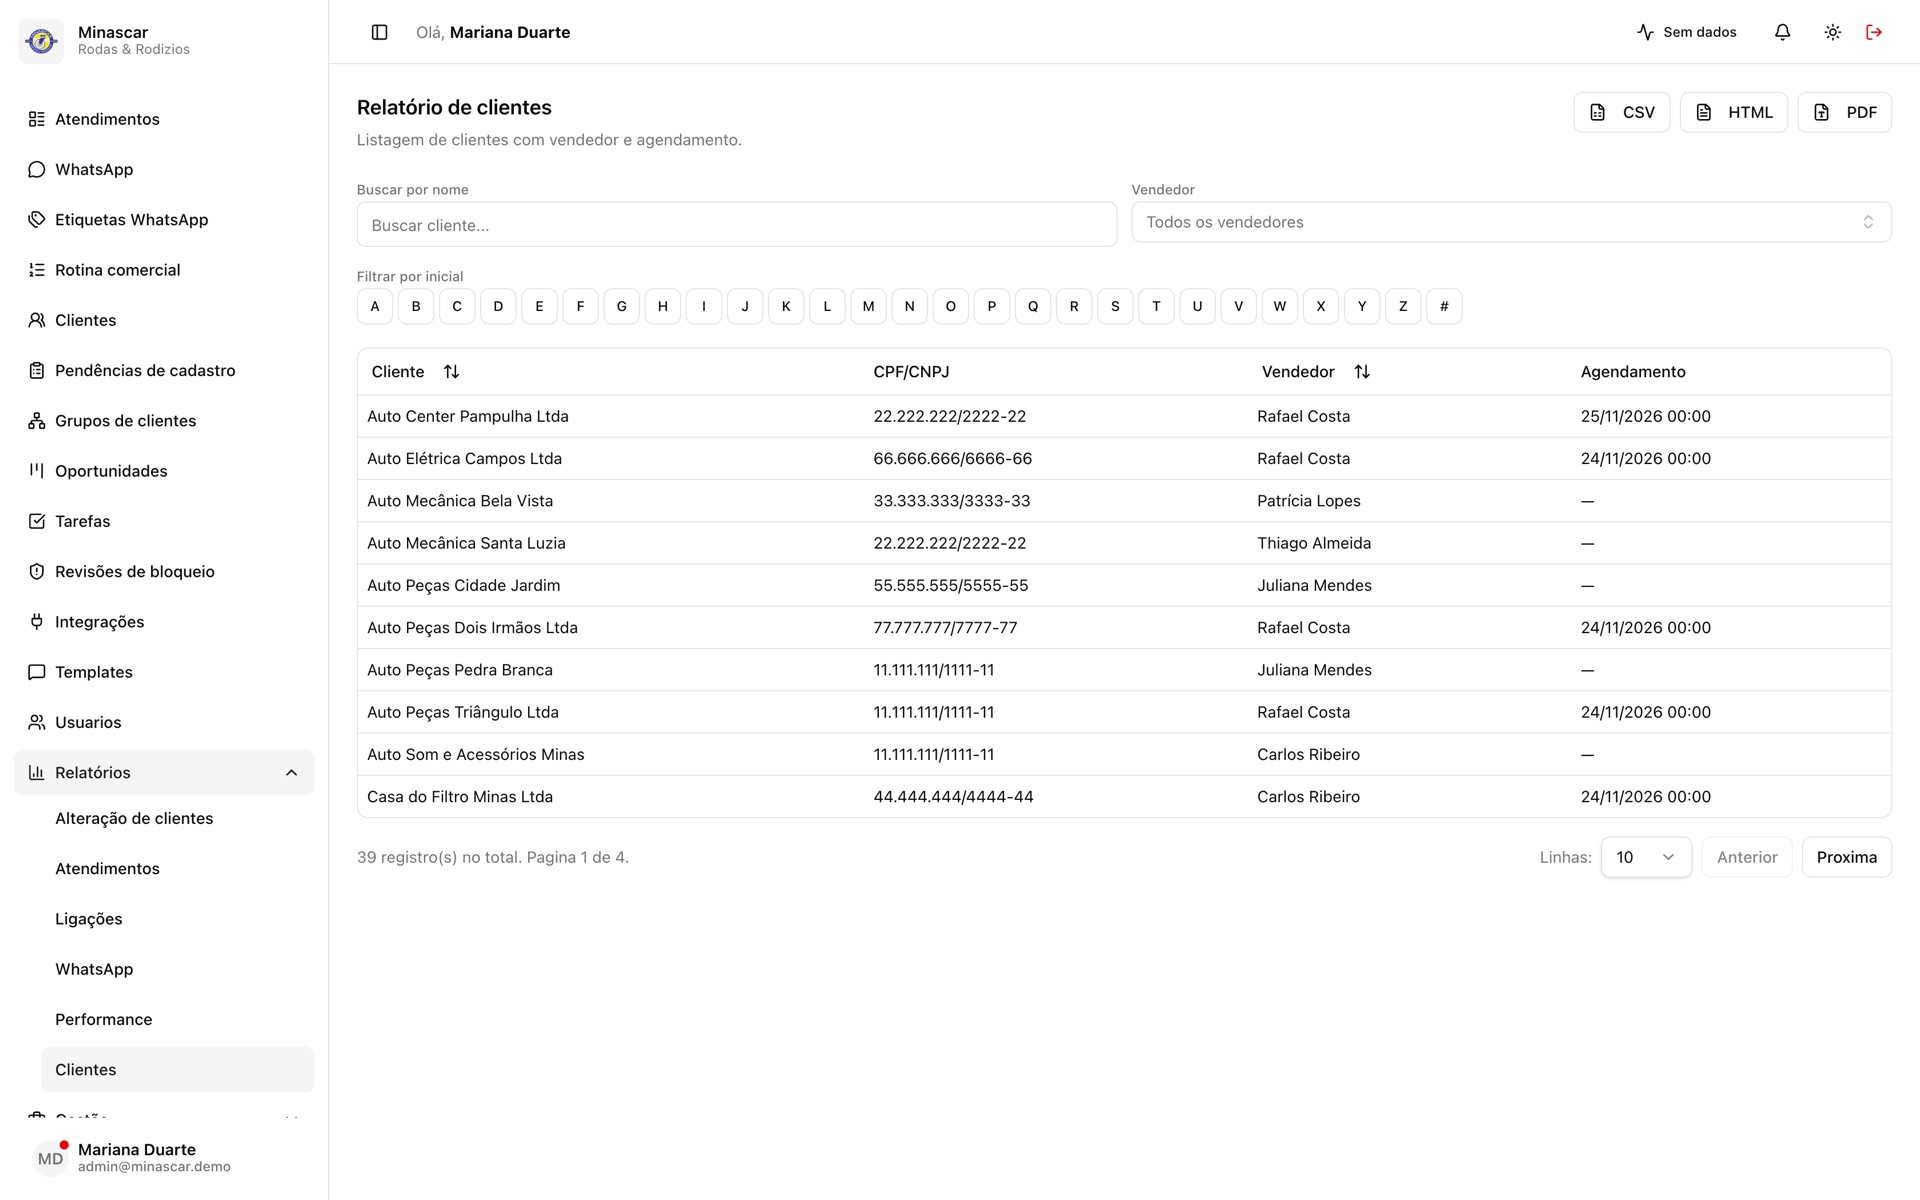 Minascar
Rodas & Rodizios
Atendimentos
WhatsApp
Etiquetas WhatsApp
Rotina comercial
Clientes
Pendências de cadastro
Grupos de clientes
Oportunidades
Tarefas
Revisões de bloqueio
Integrações
Templates
Usuarios
Relatórios
Alteração de clientes
Atendimentos
Ligações
WhatsApp
Performance
Clientes
MD
Mariana Duarte
admin@minascar.demo
Olá, Mariana Duarte
Sem dados
Relatório de clientes
Listagem de clientes com vendedor e agendamento.
CSV HTML PDF
Buscar por nome
Buscar cliente...
Vendedor
Todos os vendedores
Filtrar por inicial
A B C D E F G H I J K L M N O P Q R S T U V W X Y Z #
Cliente CPF/CNPJ Vendedor Agendamento
Auto Center Pampulha Ltda 22.222.222/2222-22 Rafael Costa 25/11/2026 00:00
Auto Elétrica Campos Ltda 66.666.666/6666-66 Rafael Costa 24/11/2026 00:00
Auto Mecânica Bela Vista 33.333.333/3333-33 Patrícia Lopes —
Auto Mecânica Santa Luzia 22.222.222/2222-22 Thiago Almeida —
Auto Peças Cidade Jardim 55.555.555/5555-55 Juliana Mendes —
Auto Peças Dois Irmãos Ltda 77.777.777/7777-77 Rafael Costa 24/11/2026 00:00
Auto Peças Pedra Branca 11.111.111/1111-11 Juliana Mendes —
Auto Peças Triângulo Ltda 11.111.111/1111-11 Rafael Costa 24/11/2026 00:00
Auto Som e Acessórios Minas 11.111.111/1111-11 Carlos Ribeiro —
Casa do Filtro Minas Ltda 44.444.444/4444-44 Carlos Ribeiro 24/11/2026 00:00
39 registro(s) no total. Pagina 1 de 4.
Linhas: 10 Anterior Proxima